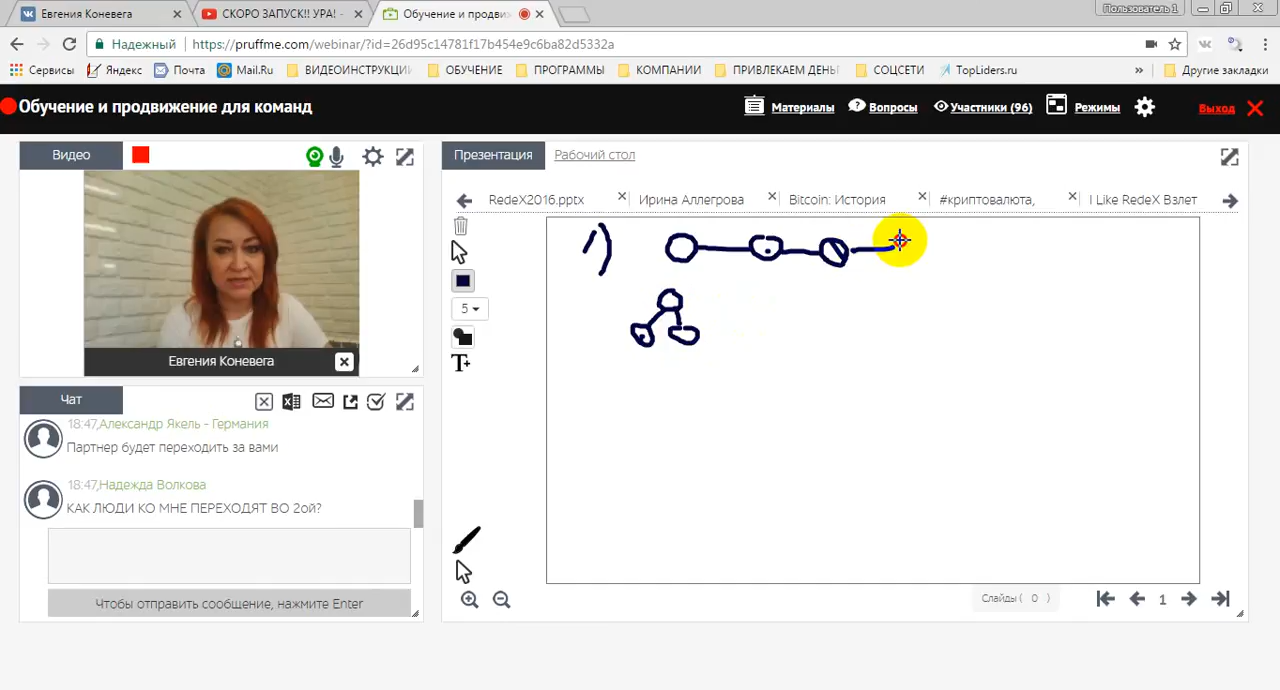 Евгения Коневега
СКОРО ЗАПУСК!! УРА! -
Обучение и продви
Пользователь 1
Надежный
https://pruffme.com/webinar/?id=26d95c14781f17b454e9c6ba82d5332a
Сервисы
Яндекс
Почта
Mail.Ru
ВИДЕОИНСТРУКЦИ
ОБУЧЕНИЕ
ПРОГРАММЫ
КОМПАНИИ
ПРИВЛЕКАЕМ ДЕНЬ
СОЦСЕТИ
TopLiders.ru
»
Другие закладки
Обучение и продвижение для команд
Материалы
Вопросы
Участники (96)
Режимы
Выход
Видео
Презентация
Рабочий стол
RedeX2016.pptx
Ирина Аллегрова
Bitcoin: История
#криптовалюта,
I Like RedeX Взлет
1)
5
T+
Евгения Коневега
Чат
18:47,Александр Якель - Германия
Партнер будет переходить за вами
18:47,Надежда Волкова
КАК ЛЮДИ КО МНЕ ПЕРЕХОДЯТ ВО 2ой?
Чтобы отправить сообщение, нажмите Enter
Слайды ( 0 )
1